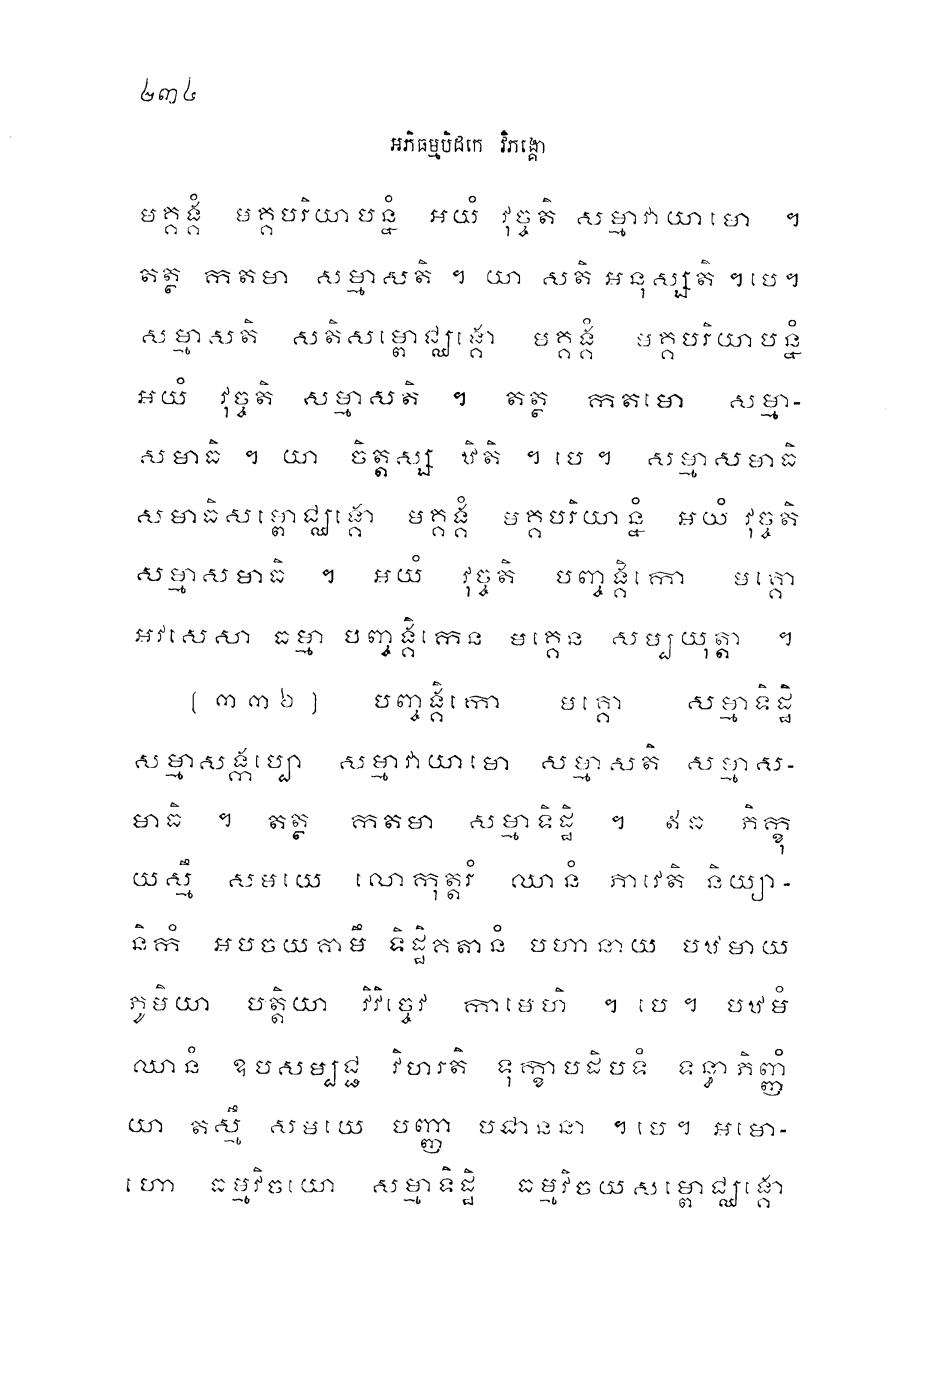 ២៣៤
អភិធម្មបិដកេ វិភង្គោ
មគ្គង្គំ មគ្គបរិយាបន្នំ អយំ វុច្ចតិ សម្មាវាយាមោ ។
តត្ថ កតមា សម្មាសតិ ។ យា សតិ អនុស្សតិ ។បេ។
សម្មាសតិ សតិសម្ពោជ្ឈង្គោ មគ្គង្គំ មគ្គបរិយាបន្នំ
អយំ វុច្ចតិ សម្មាសតិ ។ តត្ថ កតមោ សម្មា-
សមាធិ ។ យា ចិត្តស្ស ឋិតិ ។ បេ ។ សម្មាសមាធិ
សមាធិសម្ពោជ្ឈង្គោ មគ្គង្គំ មគ្គបរិយាន្នំ អយំ វុច្ចតិ
សម្មាសមាធិ ។ អយំ វុច្ចតិ បញ្ចង្គិកោ មគ្គោ
អវសេសា ធម្មា បញ្ចង្គិកេន មគ្គេន សម្បយុត្តា ។
[ ៣៣៦ ] បញ្ចង្គិកោ មគ្គោ សម្មាទិដ្ឋិ
សម្មាសង្កប្បោ សម្មាវាយាមោ សម្មាសតិ សម្មាស-
មាធិ ។ តត្ថ កតមា សម្មាទិដ្ឋិ ។ ឥធ ភិក្ខុ
យស្មឹ សមយេ លោកុត្តរំ ឈានំ ភាវេតិ និយ្យា-
និកំ អបចយគាមឹ ទិដ្ឋិគតានំ បហានាយ បឋមាយ
ភូមិយា បត្តិយា វិវិច្ចេវ កាមេហិ ។ បេ ។ បឋមំ
ឈានំ ឧបសម្បជ្ជ វិហរតិ ទុក្ខាបដិបទំ ទន្ធាភិញ្ញំ
យា តស្មឹ សមយេ បញ្ញា បជាននា ។បេ។ អមោ-
ហោ ធម្មវិចយោ សម្មាទិដ្ឋិ ធម្មវិចយសម្ពោជ្ឈង្គោ